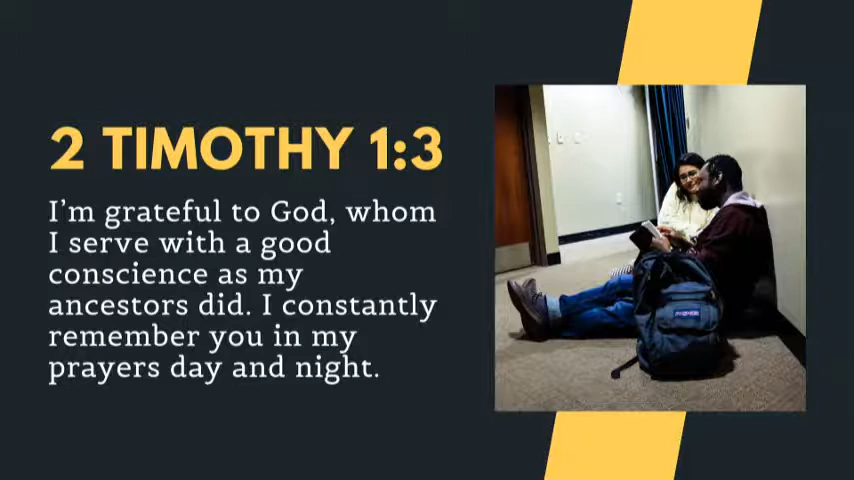 2 TIMOTHY 1:3
I’m grateful to God, whom
I serve with a good
conscience as my
ancestors did. I constantly
remember you in my
prayers day and night.